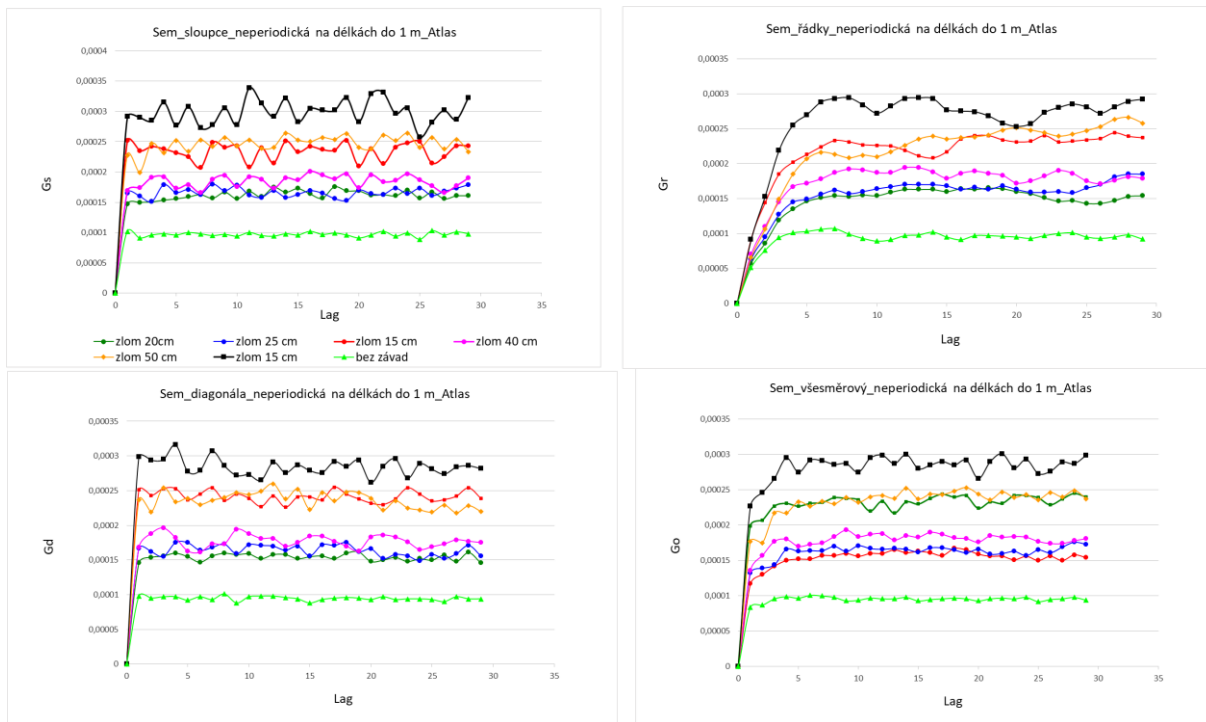 Sem_sloupce_neperiodická na délkách do 1 m_Atlas
0,0004
0,00035
0,0003
0,00025
0,0002
0,00015
0,0001
0,00005
0
Gs
0 5 10 15 20 25 30 35
Lag
zlom 20cm zlom 25 cm zlom 15 cm zlom 40 cm
zlom 50 cm zlom 15 cm bez závad
Sem_řádky_neperiodická na délkách do 1 m_Atlas
0,00035
0,0003
0,00025
0,0002
0,00015
0,0001
0,00005
0
Gr
0 5 10 15 20 25 30
Lag
Sem_diagonála_neperiodická na délkách do 1 m_Atlas
0,00035
0,0003
0,00025
0,0002
0,00015
0,0001
0,00005
0
Gd
0 5 10 15 20 25 30 35
Lag
Sem_všesměrový_neperiodická na délkách do 1 m_Atlas
0,00035
0,0003
0,00025
0,0002
0,00015
0,0001
0,00005
0
Go
0 5 10 15 20 25 30 35
Lag